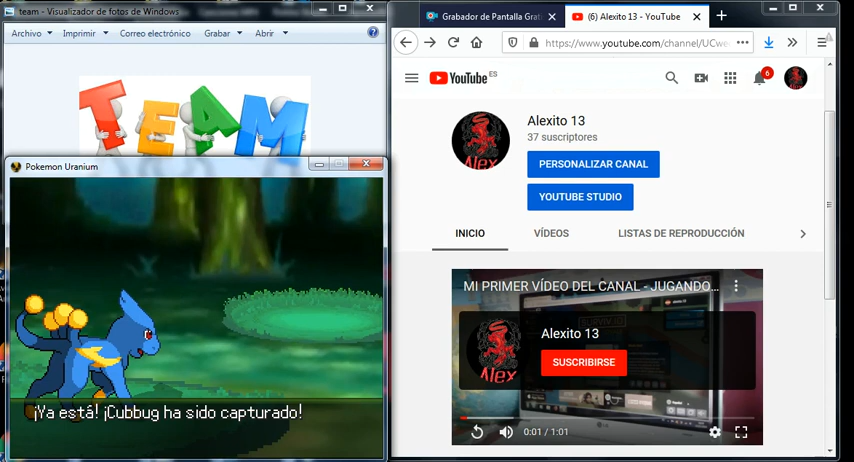 team - Visualizador de fotos de Windows
Archivo Imprimir Correo electrónico Grabar Abrir
TEAM
Pokemon Uranium
¡Ya está! ¡Cubbug ha sido capturado!
Grabador de Pantalla Grati
(6) Alexito 13 - YouTube
https://www.youtube.com/channel/UCwe
YouTube ES
6
Alex
Alexito 13
37 suscriptores
PERSONALIZAR CANAL
YOUTUBE STUDIO
INICIO VÍDEOS LISTAS DE REPRODUCCIÓN
MI PRIMER VÍDEO DEL CANAL - JUGANDO...
Alex
Alexito 13
SUSCRIBIRSE
0:01 / 1:01